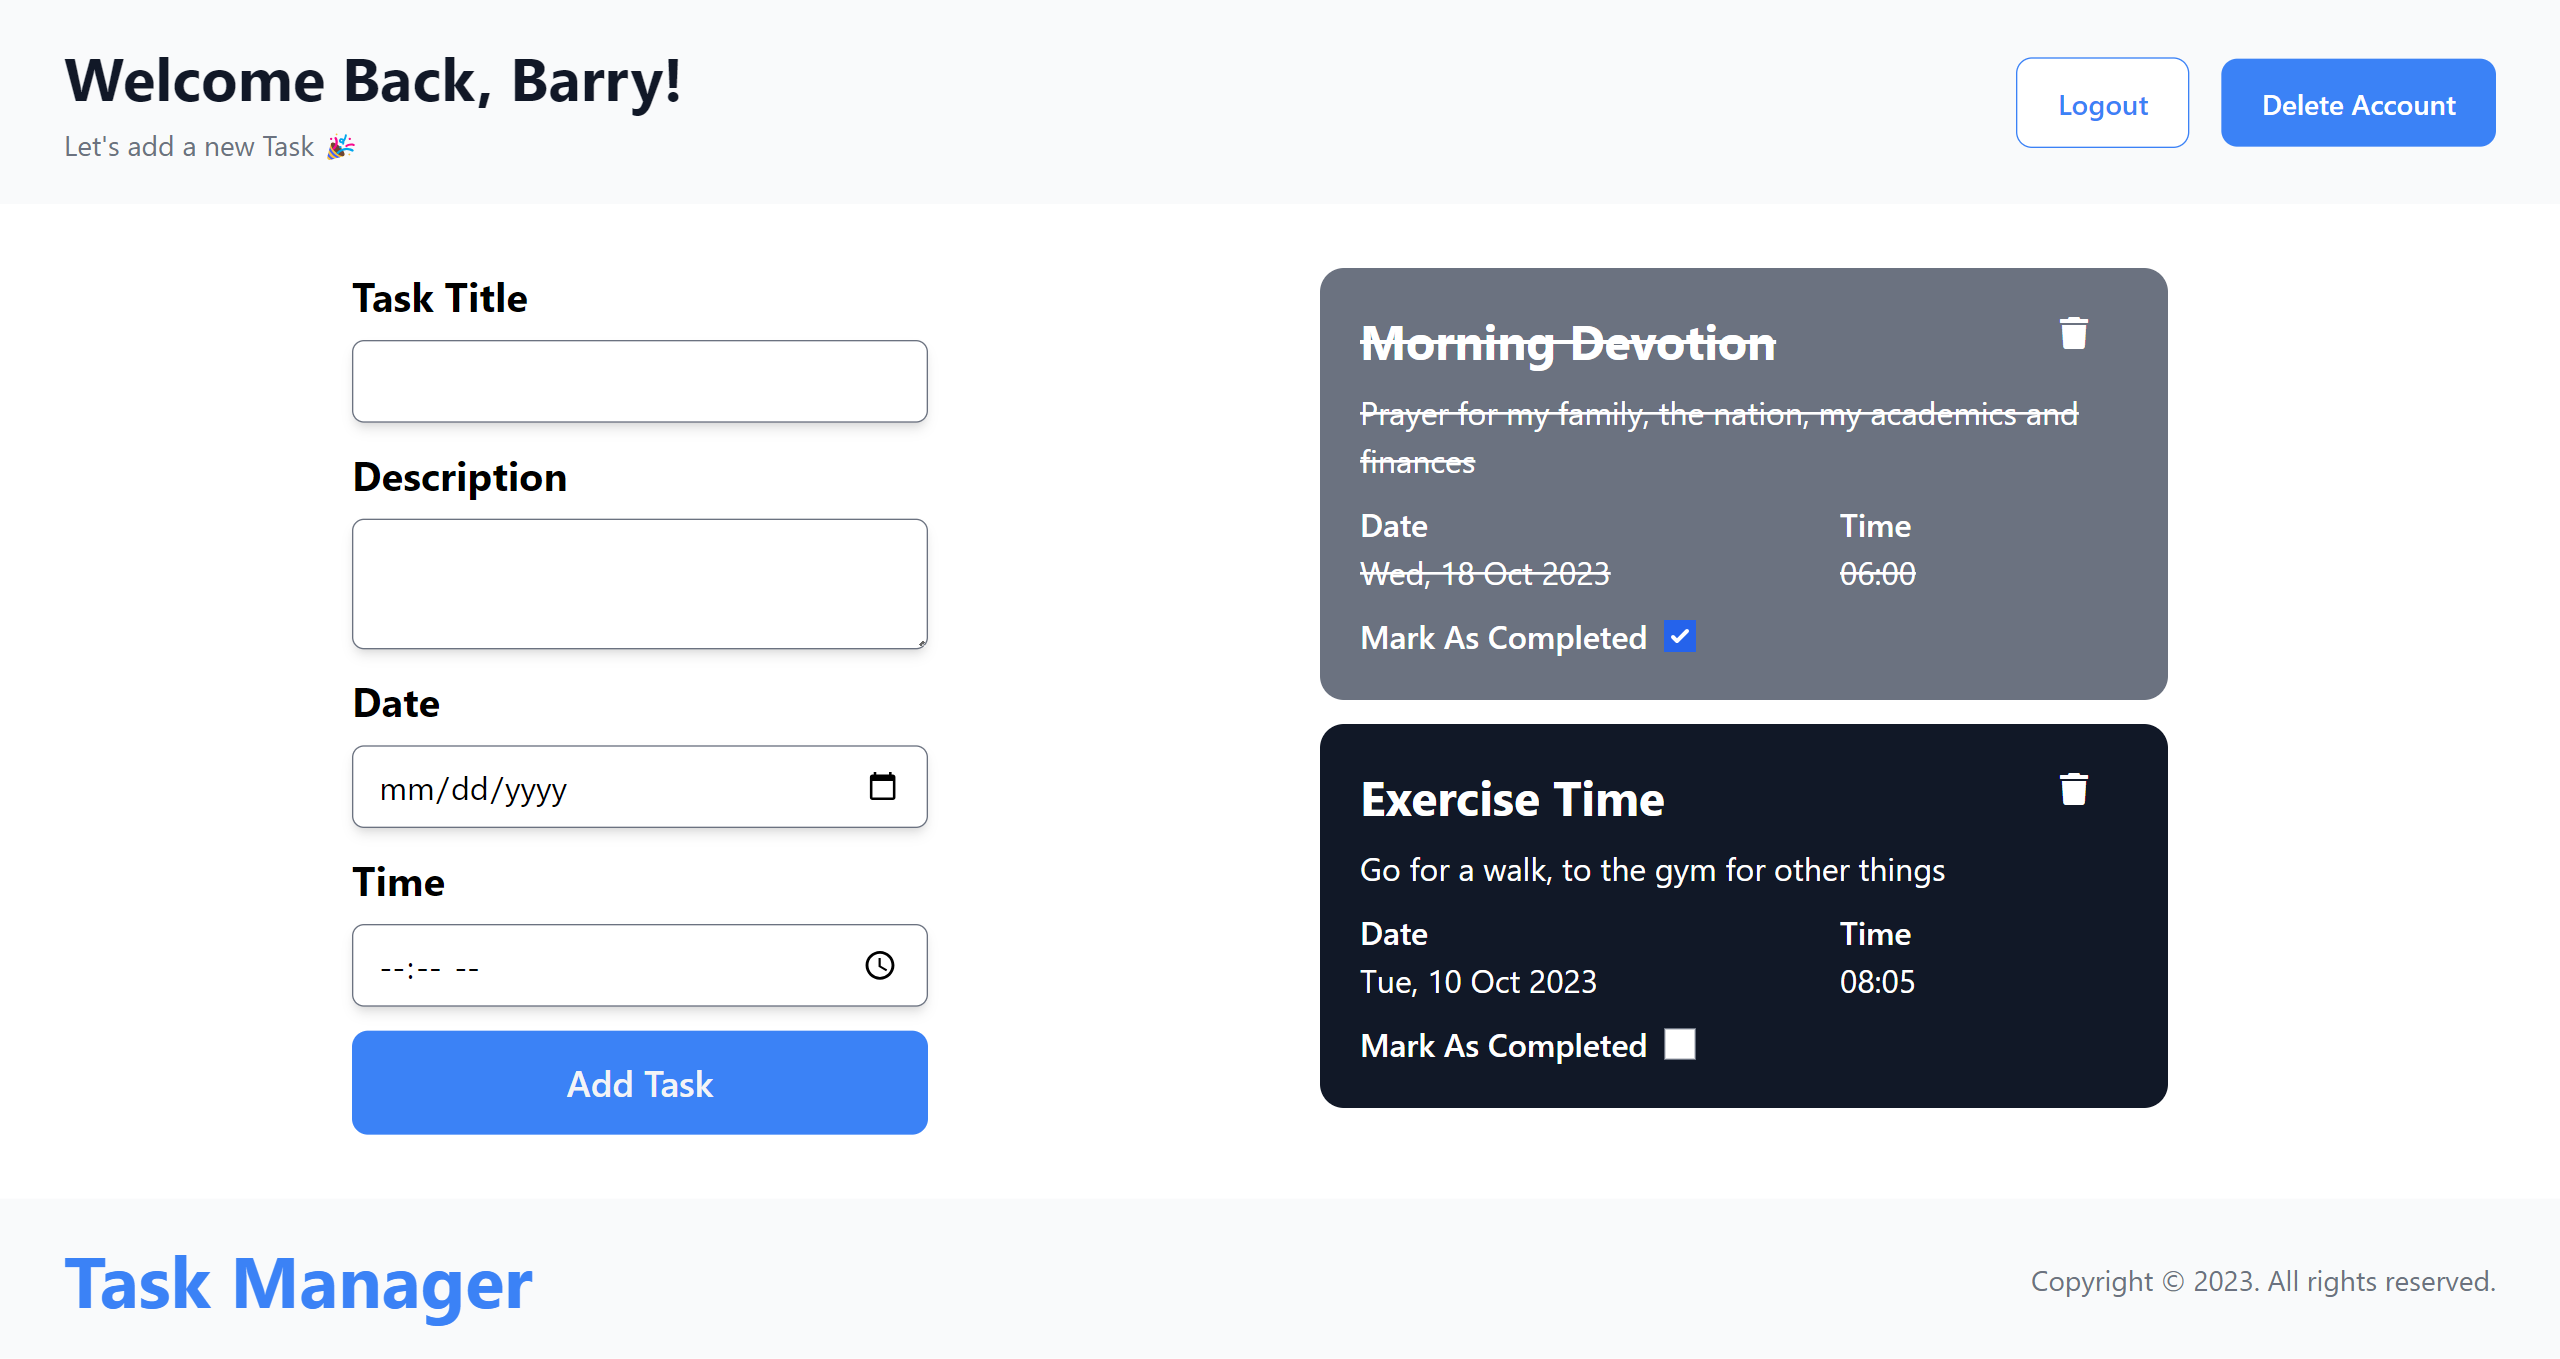 Welcome Back, Barry!
Let's add a new Task 🎉
Logout
Delete Account
Task Title
Description
Date
mm/dd/yyyy
Time
--:-- --
Add Task
Morning Devotion
Prayer for my family, the nation, my academics and
finances
Date Time
Wed, 18 Oct 2023 06:00
Mark As Completed
Exercise Time
Go for a walk, to the gym for other things
Date Time
Tue, 10 Oct 2023 08:05
Mark As Completed
Task Manager
Copyright © 2023. All rights reserved.